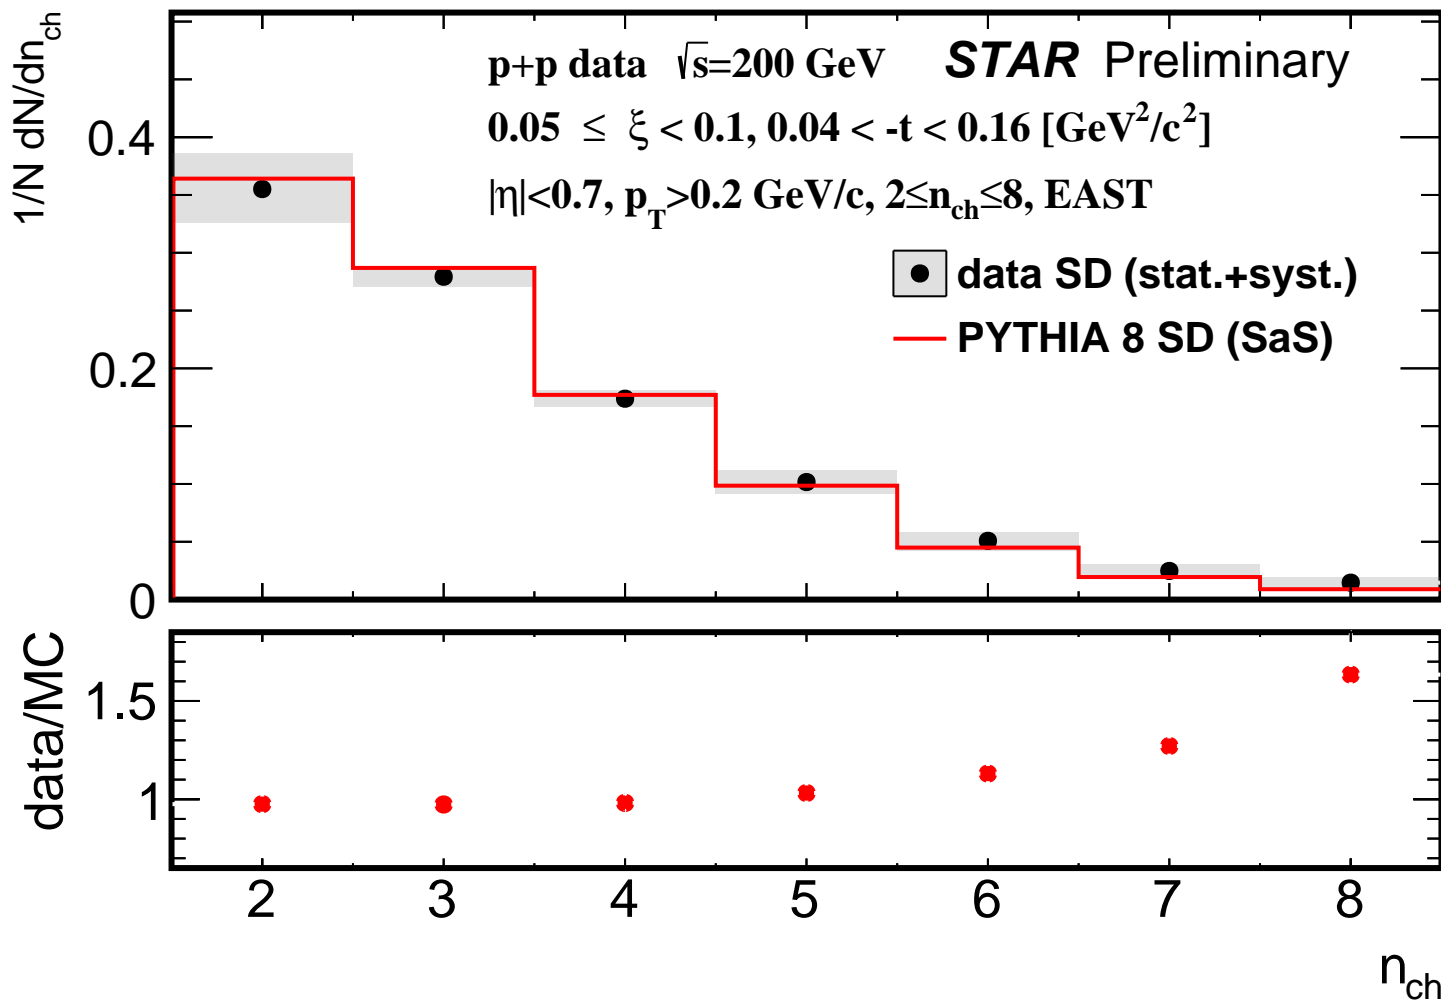 1/N dN/dn_ch
p+p data √s=200 GeV STAR Preliminary
0.05 ≤ ξ < 0.1, 0.04 < -t < 0.16 [GeV²/c²]
|η|<0.7, p_T>0.2 GeV/c, 2≤n_ch≤8, EAST
data SD (stat.+syst.)
PYTHIA 8 SD (SaS)
0.4
0.2
0
data/MC
1.5
1
2 3 4 5 6 7 8
n_ch